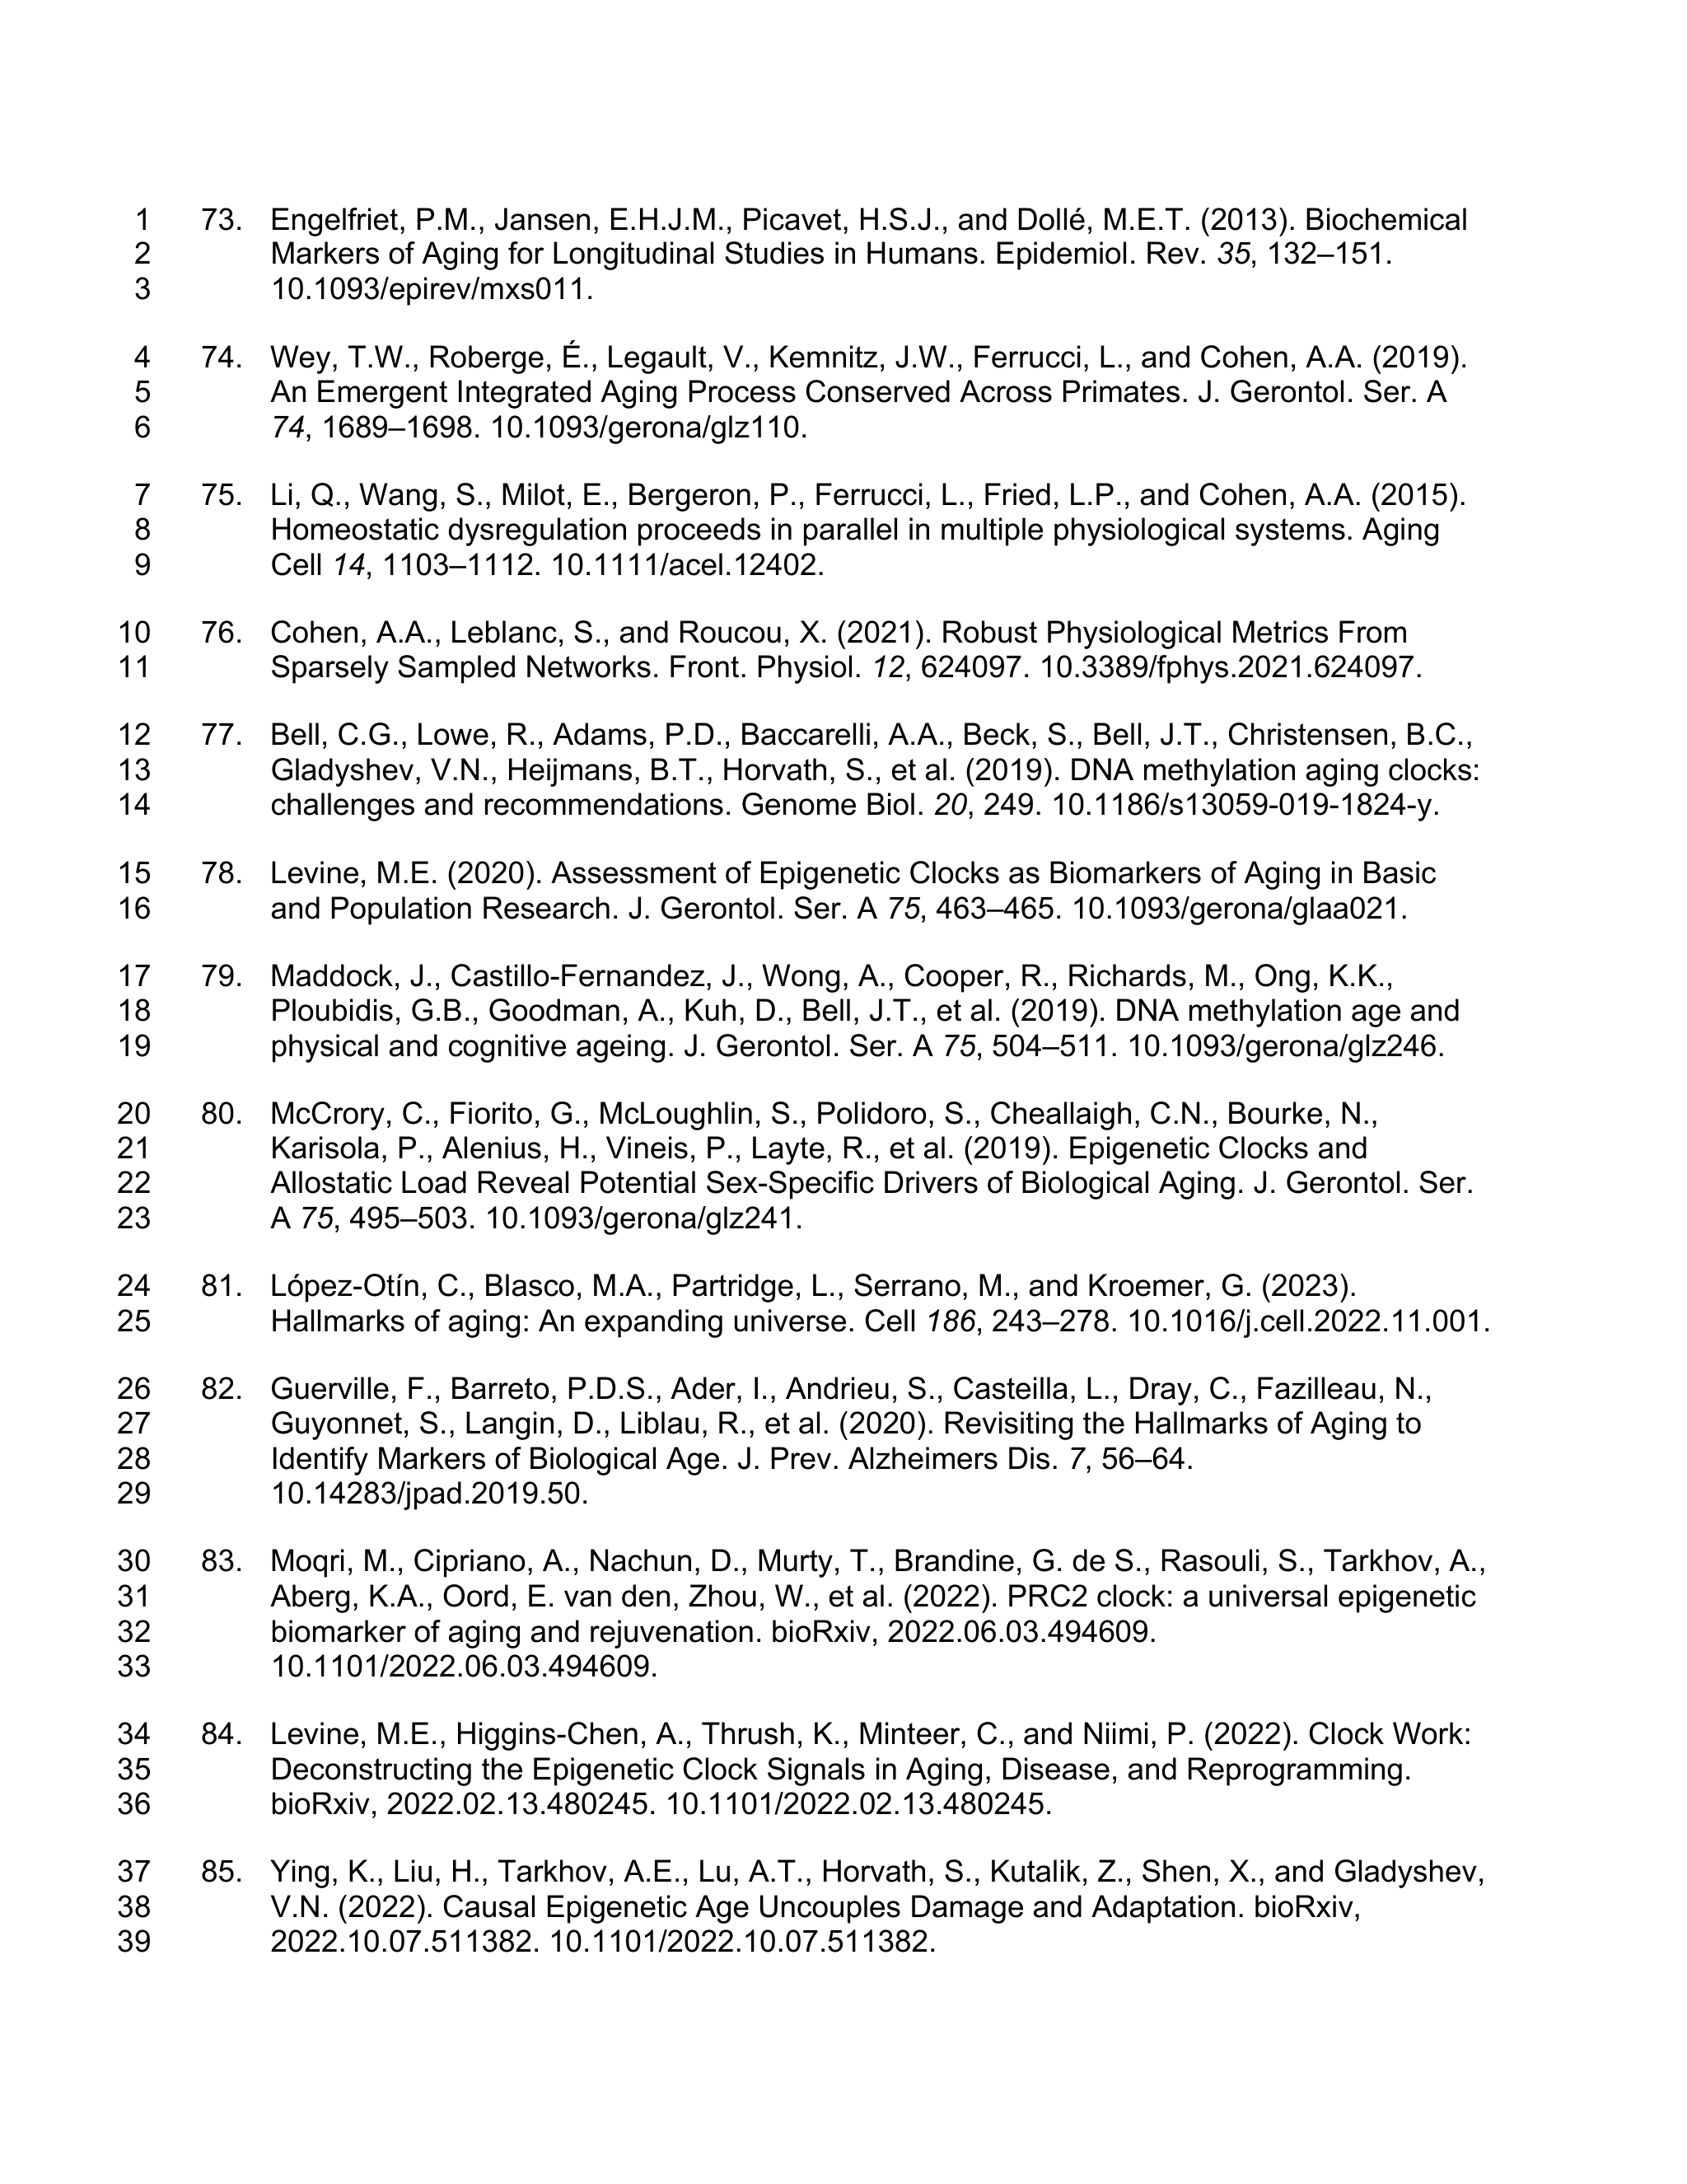 1 73. Engelfriet, P.M., Jansen, E.H.J.M., Picavet, H.S.J., and Dollé, M.E.T. (2013). Biochemical
2 Markers of Aging for Longitudinal Studies in Humans. Epidemiol. Rev. 35, 132–151.
3 10.1093/epirev/mxs011.
4 74. Wey, T.W., Roberge, É., Legault, V., Kemnitz, J.W., Ferrucci, L., and Cohen, A.A. (2019).
5 An Emergent Integrated Aging Process Conserved Across Primates. J. Gerontol. Ser. A
6 74, 1689–1698. 10.1093/gerona/glz110.
7 75. Li, Q., Wang, S., Milot, E., Bergeron, P., Ferrucci, L., Fried, L.P., and Cohen, A.A. (2015).
8 Homeostatic dysregulation proceeds in parallel in multiple physiological systems. Aging
9 Cell 14, 1103–1112. 10.1111/acel.12402.
10 76. Cohen, A.A., Leblanc, S., and Roucou, X. (2021). Robust Physiological Metrics From
11 Sparsely Sampled Networks. Front. Physiol. 12, 624097. 10.3389/fphys.2021.624097.
12 77. Bell, C.G., Lowe, R., Adams, P.D., Baccarelli, A.A., Beck, S., Bell, J.T., Christensen, B.C.,
13 Gladyshev, V.N., Heijmans, B.T., Horvath, S., et al. (2019). DNA methylation aging clocks:
14 challenges and recommendations. Genome Biol. 20, 249. 10.1186/s13059-019-1824-y.
15 78. Levine, M.E. (2020). Assessment of Epigenetic Clocks as Biomarkers of Aging in Basic
16 and Population Research. J. Gerontol. Ser. A 75, 463–465. 10.1093/gerona/glaa021.
17 79. Maddock, J., Castillo-Fernandez, J., Wong, A., Cooper, R., Richards, M., Ong, K.K.,
18 Ploubidis, G.B., Goodman, A., Kuh, D., Bell, J.T., et al. (2019). DNA methylation age and
19 physical and cognitive ageing. J. Gerontol. Ser. A 75, 504–511. 10.1093/gerona/glz246.
20 80. McCrory, C., Fiorito, G., McLoughlin, S., Polidoro, S., Cheallaigh, C.N., Bourke, N.,
21 Karisola, P., Alenius, H., Vineis, P., Layte, R., et al. (2019). Epigenetic Clocks and
22 Allostatic Load Reveal Potential Sex-Specific Drivers of Biological Aging. J. Gerontol. Ser.
23 A 75, 495–503. 10.1093/gerona/glz241.
24 81. López-Otín, C., Blasco, M.A., Partridge, L., Serrano, M., and Kroemer, G. (2023).
25 Hallmarks of aging: An expanding universe. Cell 186, 243–278. 10.1016/j.cell.2022.11.001.
26 82. Guerville, F., Barreto, P.D.S., Ader, I., Andrieu, S., Casteilla, L., Dray, C., Fazilleau, N.,
27 Guyonnet, S., Langin, D., Liblau, R., et al. (2020). Revisiting the Hallmarks of Aging to
28 Identify Markers of Biological Age. J. Prev. Alzheimers Dis. 7, 56–64.
29 10.14283/jpad.2019.50.
30 83. Moqri, M., Cipriano, A., Nachun, D., Murty, T., Brandine, G. de S., Rasouli, S., Tarkhov, A.,
31 Aberg, K.A., Oord, E. van den, Zhou, W., et al. (2022). PRC2 clock: a universal epigenetic
32 biomarker of aging and rejuvenation. bioRxiv, 2022.06.03.494609.
33 10.1101/2022.06.03.494609.
34 84. Levine, M.E., Higgins-Chen, A., Thrush, K., Minteer, C., and Niimi, P. (2022). Clock Work:
35 Deconstructing the Epigenetic Clock Signals in Aging, Disease, and Reprogramming.
36 bioRxiv, 2022.02.13.480245. 10.1101/2022.02.13.480245.
37 85. Ying, K., Liu, H., Tarkhov, A.E., Lu, A.T., Horvath, S., Kutalik, Z., Shen, X., and Gladyshev,
38 V.N. (2022). Causal Epigenetic Age Uncouples Damage and Adaptation. bioRxiv,
39 2022.10.07.511382. 10.1101/2022.10.07.511382.